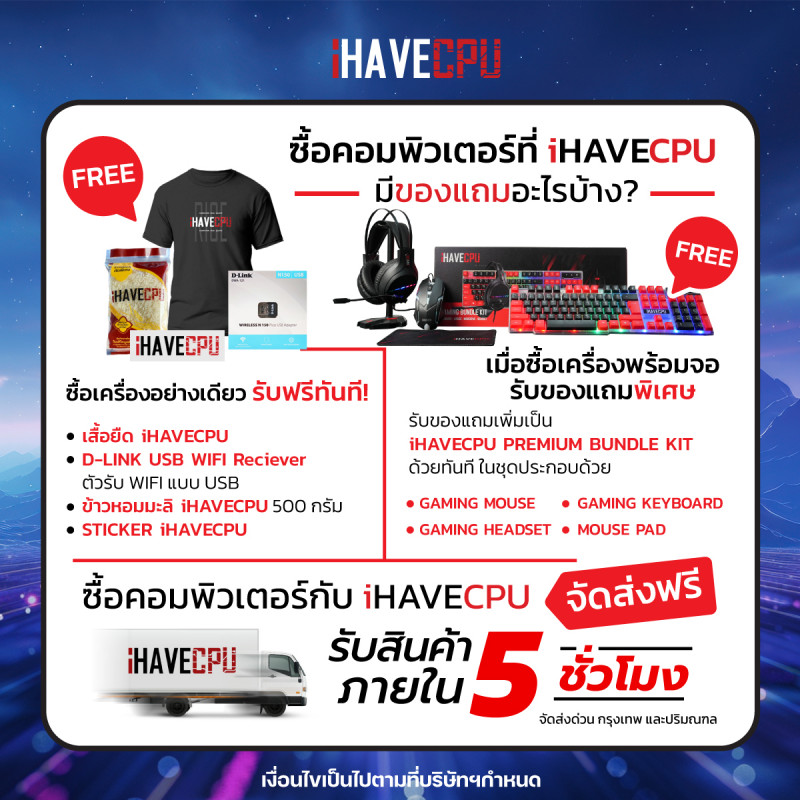 iHAVECPU
FREE
ซื้อคอมพิวเตอร์ที่ iHAVECPU
มีของแถมอะไรบ้าง?
FREE
RIDE
iHAVECPU
RIDE
iHAVECPU
D-Link
N150 USB
iHAVECPU
iHAVECPU
GAMING BUNDLE KIT
iHAVECPU
iHAVECPU
ซื้อเครื่องอย่างเดียว รับฟรีทันที!
• เสื้อยืด iHAVECPU
• D-LINK USB WIFI Reciever
ตัวรับ WIFI แบบ USB
• ข้าวหอมมะลิ iHAVECPU 500 กรัม
• STICKER iHAVECPU
เมื่อซื้อเครื่องพร้อมจอ
รับของแถมพิเศษ
รับของแถมเพิ่มเป็น
iHAVECPU PREMIUM BUNDLE KIT
ด้วยทันที ในชุดประกอบด้วย
• GAMING MOUSE • GAMING KEYBOARD
• GAMING HEADSET • MOUSE PAD
ซื้อคอมพิวเตอร์กับ iHAVECPU จัดส่งฟรี
iHAVECPU
รับสินค้า
ภายใน 5 ชั่วโมง
จัดส่งด่วน กรุงเทพ และปริมณฑล
เงื่อนไขเป็นไปตามที่บริษัทฯกำหนด